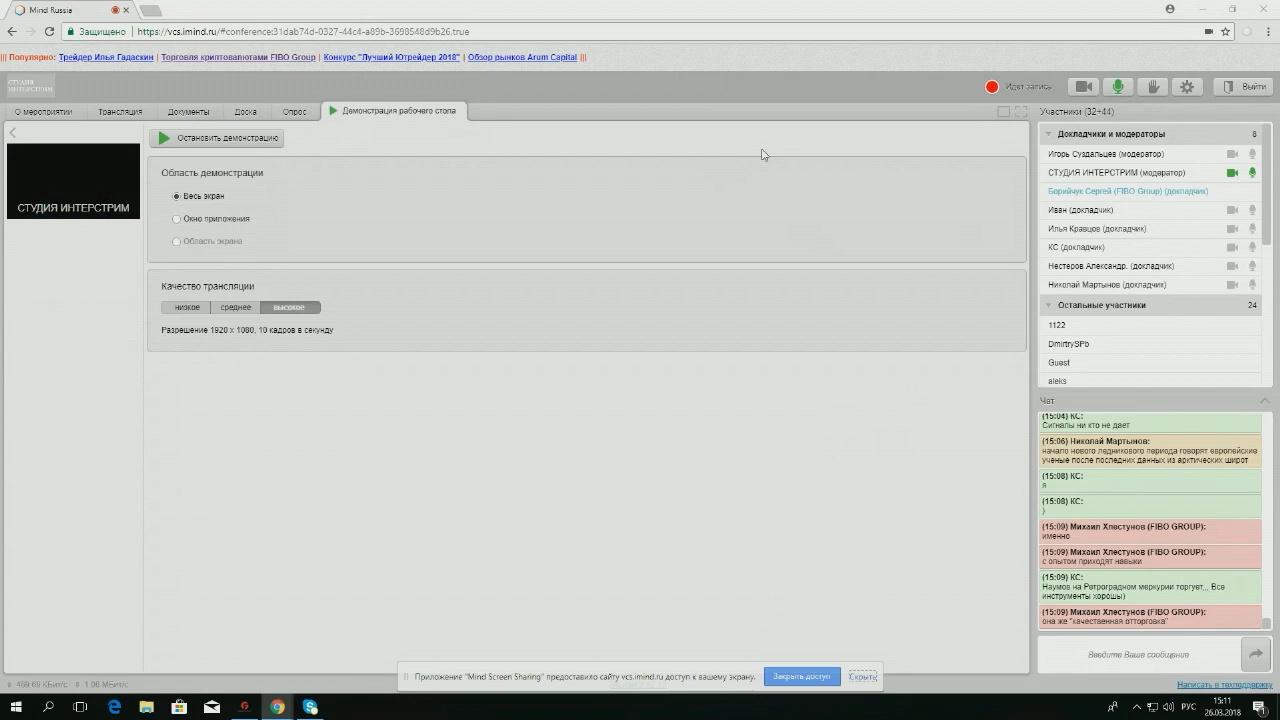 Mind Russia
Защищено
https://vcs.imind.ru/#conference:31dab74d-0327-44c4-a89b-3698548d9b26,true
||| Популярно: Трейдер Илья Гадаскин | Торговля криптовалютами FIBO Group | Конкурс "Лучший Ютрейдер 2018" | Обзор рынков Arum Capital |||
СТУДИЯ
ИНТЕРСТРИМ
Идет запись
Выйти
О мероприятии
Трансляция
Документы
Доска
Опрос
Демонстрация рабочего стола
Остановить демонстрацию
СТУДИЯ ИНТЕРСТРИМ
Область демонстрации
Весь экран
Окно приложения
Область экрана
Качество трансляции
низкое
среднее
высокое
Разрешение 1920 x 1080, 10 кадров в секунду
Участники (32+44)
Докладчики и модераторы 8
Игорь Суздальцев (модератор)
СТУДИЯ ИНТЕРСТРИМ (модератор)
Борийчук Сергей (FIBO Group) (докладчик)
Иван (докладчик)
Илья Кравцов (докладчик)
КС (докладчик)
Нестеров Александр. (докладчик)
Николай Мартынов (докладчик)
Остальные участники 24
1122
DmirtrySPb
Guest
aleks
Чат
(15:04) КС:
Сигналы ни кто не дает
(15:06) Николай Мартынов:
начало нового ледникового периода говорят европейские
ученые после последних данных из арктических широт
(15:08) КС:
я
(15:08) КС:
)
(15:09) Михаил Хлестунов (FIBO GROUP):
именно
(15:09) Михаил Хлестунов (FIBO GROUP):
с опытом приходят навыки
(15:09) КС:
Наумов на Ретроградном меркурии торгует,,, Все
инструменты хорошы)
(15:09) Михаил Хлестунов (FIBO GROUP):
она же "качественная отторговка"
Введите Ваше сообщение
Приложение "Mind Screen Sharing" предоставило сайту vcs.imind.ru доступ к вашему экрану.
Закрыть доступ
Скрыть
469.69 КБит/с
1.06 МБит/с
Написать в техподдержку
РУС
15:11
26.03.2018